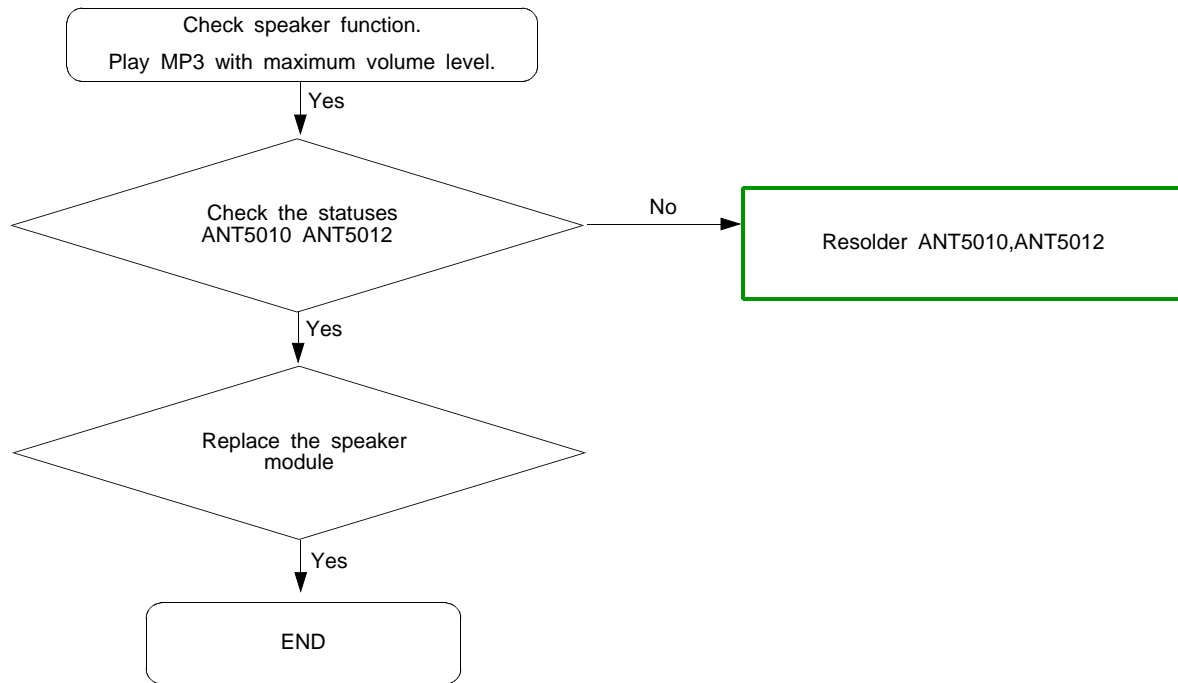 Check speaker function.
Play MP3 with maximum volume level.
Yes
Check the statuses
ANT5010 ANT5012
No
Resolder ANT5010,ANT5012
Yes
Replace the speaker
module
Yes
END